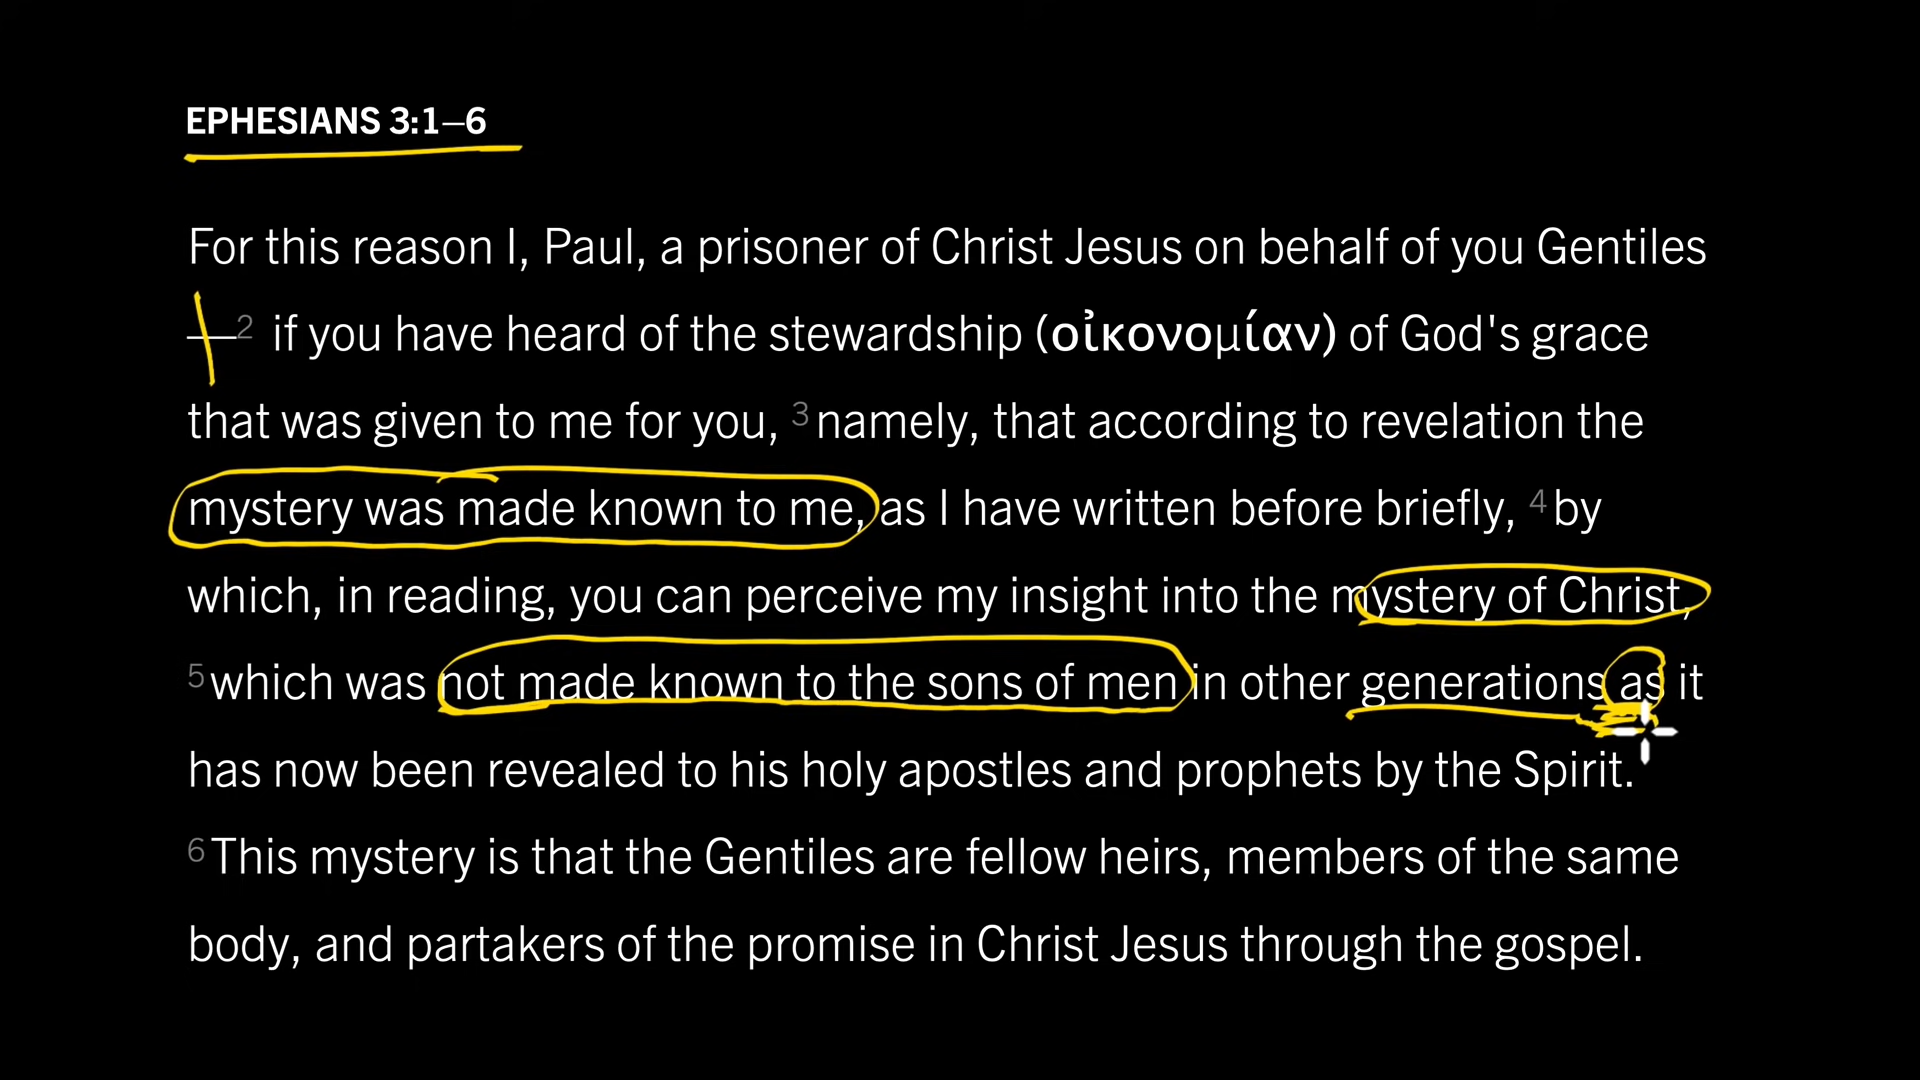 EPHESIANS 3:1–6
For this reason I, Paul, a prisoner of Christ Jesus on behalf of you Gentiles
—2 if you have heard of the stewardship (οἰκονομίαν) of God's grace
that was given to me for you, 3 namely, that according to revelation the
mystery was made known to me, as I have written before briefly, 4 by
which, in reading, you can perceive my insight into the mystery of Christ,
5 which was not made known to the sons of men in other generations as it
has now been revealed to his holy apostles and prophets by the Spirit.
6 This mystery is that the Gentiles are fellow heirs, members of the same
body, and partakers of the promise in Christ Jesus through the gospel.